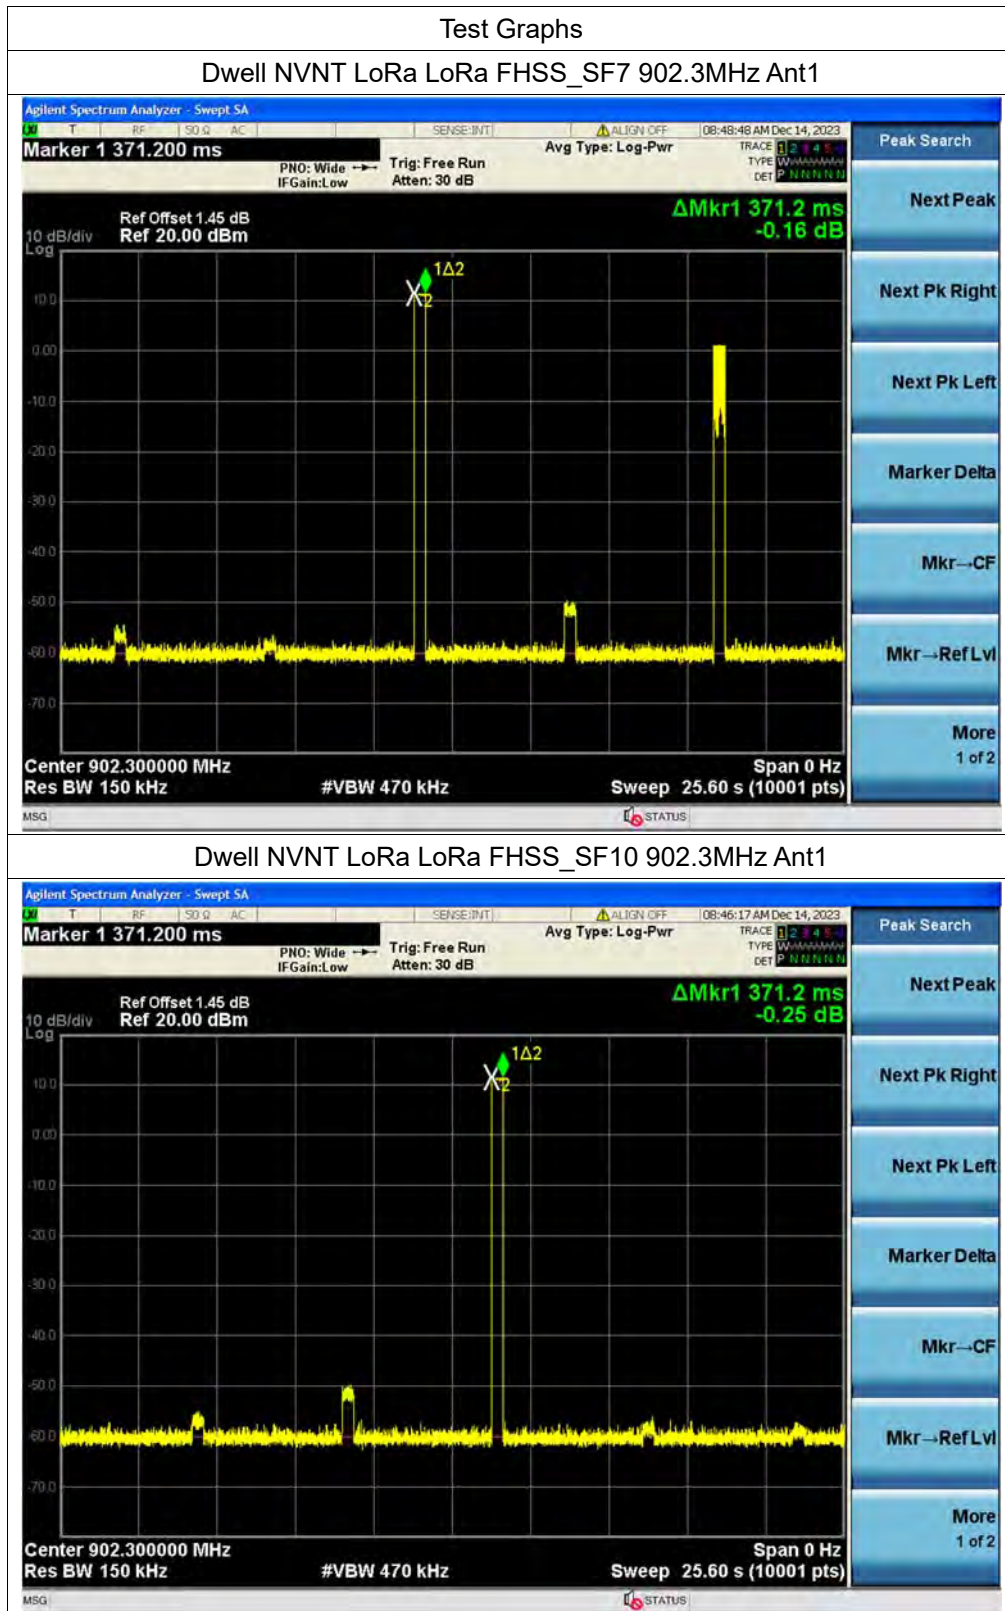 Test Graphs
Dwell NVNT LoRa LoRa FHSS_SF7 902.3MHz Ant1
Agilent Spectrum Analyzer - Swept SA
T RF 50 Ω AC SENSE:INT ALIGN OFF 08:48:48 AM Dec 14, 2023
Marker 1 371.200 ms
PNO: Wide
IFGain:Low
Trig: Free Run
Atten: 30 dB
Avg Type: Log-Pwr
TRACE 1 2 3 4 5
TYPE W
DET P N N N N N
Peak Search
Ref Offset 1.45 dB
Ref 20.00 dBm
10 dB/div
Log
ΔMkr1 371.2 ms
-0.16 dB
1Δ2
2
10.0
0.00
-10.0
-20.0
-30.0
-40.0
-50.0
-60.0
-70.0
Center 902.300000 MHz
Span 0 Hz
Res BW 150 kHz
#VBW 470 kHz
Sweep 25.60 s (10001 pts)
MSG
STATUS
Next Peak
Next Pk Right
Next Pk Left
Marker Delta
Mkr→CF
Mkr→Ref Lvl
More
1 of 2
Dwell NVNT LoRa LoRa FHSS_SF10 902.3MHz Ant1
Agilent Spectrum Analyzer - Swept SA
T RF 50 Ω AC SENSE:INT ALIGN OFF 08:46:17 AM Dec 14, 2023
Marker 1 371.200 ms
PNO: Wide
IFGain:Low
Trig: Free Run
Atten: 30 dB
Avg Type: Log-Pwr
TRACE 1 2 3 4 5
TYPE W
DET P N N N N N
Peak Search
Ref Offset 1.45 dB
Ref 20.00 dBm
10 dB/div
Log
ΔMkr1 371.2 ms
-0.25 dB
1Δ2
2
10.0
0.00
-10.0
-20.0
-30.0
-40.0
-50.0
-60.0
-70.0
Center 902.300000 MHz
Span 0 Hz
Res BW 150 kHz
#VBW 470 kHz
Sweep 25.60 s (10001 pts)
MSG
STATUS
Next Peak
Next Pk Right
Next Pk Left
Marker Delta
Mkr→CF
Mkr→Ref Lvl
More
1 of 2